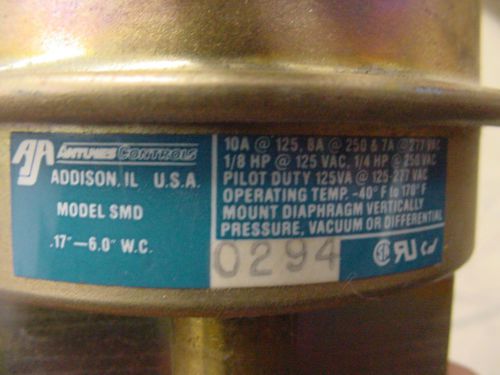 AJA ANTUNES CONTROLS
ADDISON, IL U.S.A.
MODEL SMD
.17"—6.0" W.C.
10A @ 125, 8A @ 250 & 7A @ 277 VAC
1/8 HP @ 125 VAC, 1/4 HP @ 250 VAC
PILOT DUTY 125VA @ 125-277 VAC
OPERATING TEMP. -40°F to 170°F
MOUNT DIAPHRAGM VERTICALLY
PRESSURE, VACUUM OR DIFFERENTIAL
0294